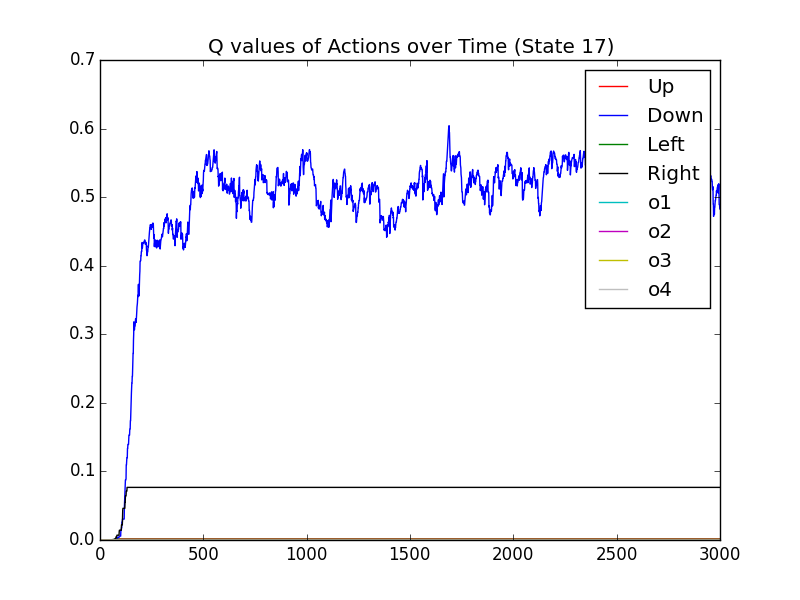 Q values of Actions over Time (State 17)
0.7
0.6
0.5
0.4
0.3
0.2
0.1
0.0
0
500
1000
1500
2000
2500
3000
Up
Down
Left
Right
o1
o2
o3
o4